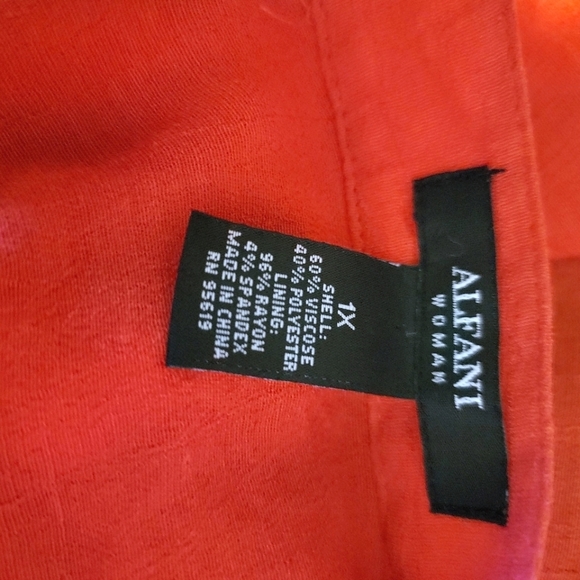 ALFANI
WOMAN
1X
SHELL:
60% VISCOSE
40% POLYESTER
LINING:
96% RAYON
4% SPANDEX
MADE IN CHINA
RN 95619